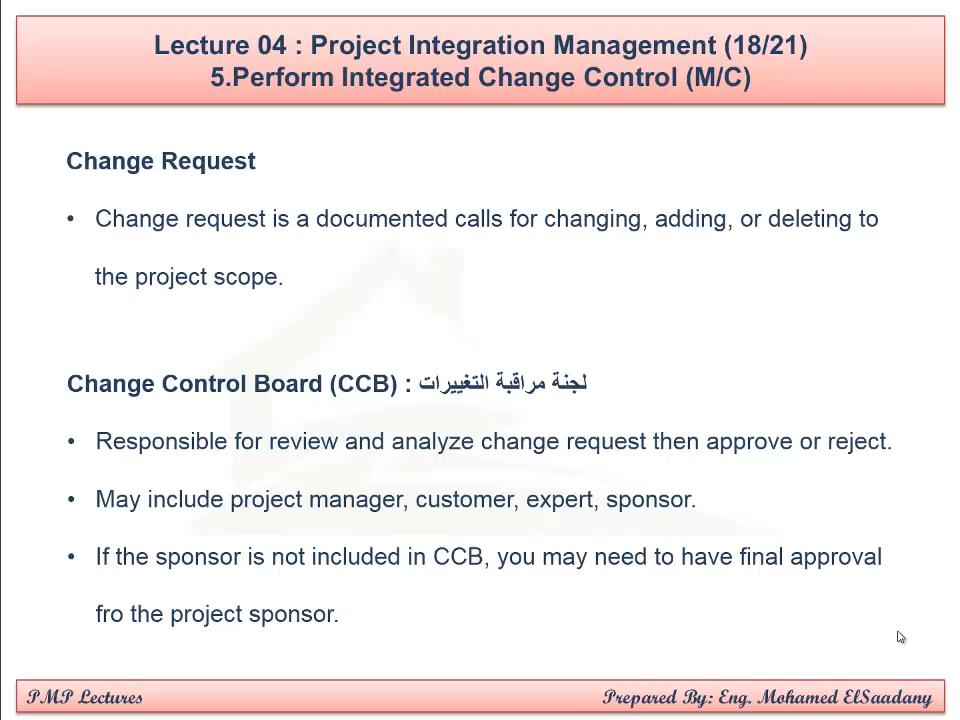 Lecture 04 : Project Integration Management (18/21)
5.Perform Integrated Change Control (M/C)
Change Request
• Change request is a documented calls for changing, adding, or deleting to
the project scope.
Change Control Board (CCB) : لجنة مراقبة التغييرات
• Responsible for review and analyze change request then approve or reject.
• May include project manager, customer, expert, sponsor.
• If the sponsor is not included in CCB, you may need to have final approval
fro the project sponsor.
PMP Lectures
Prepared By: Eng. Mohamed ElSaadany